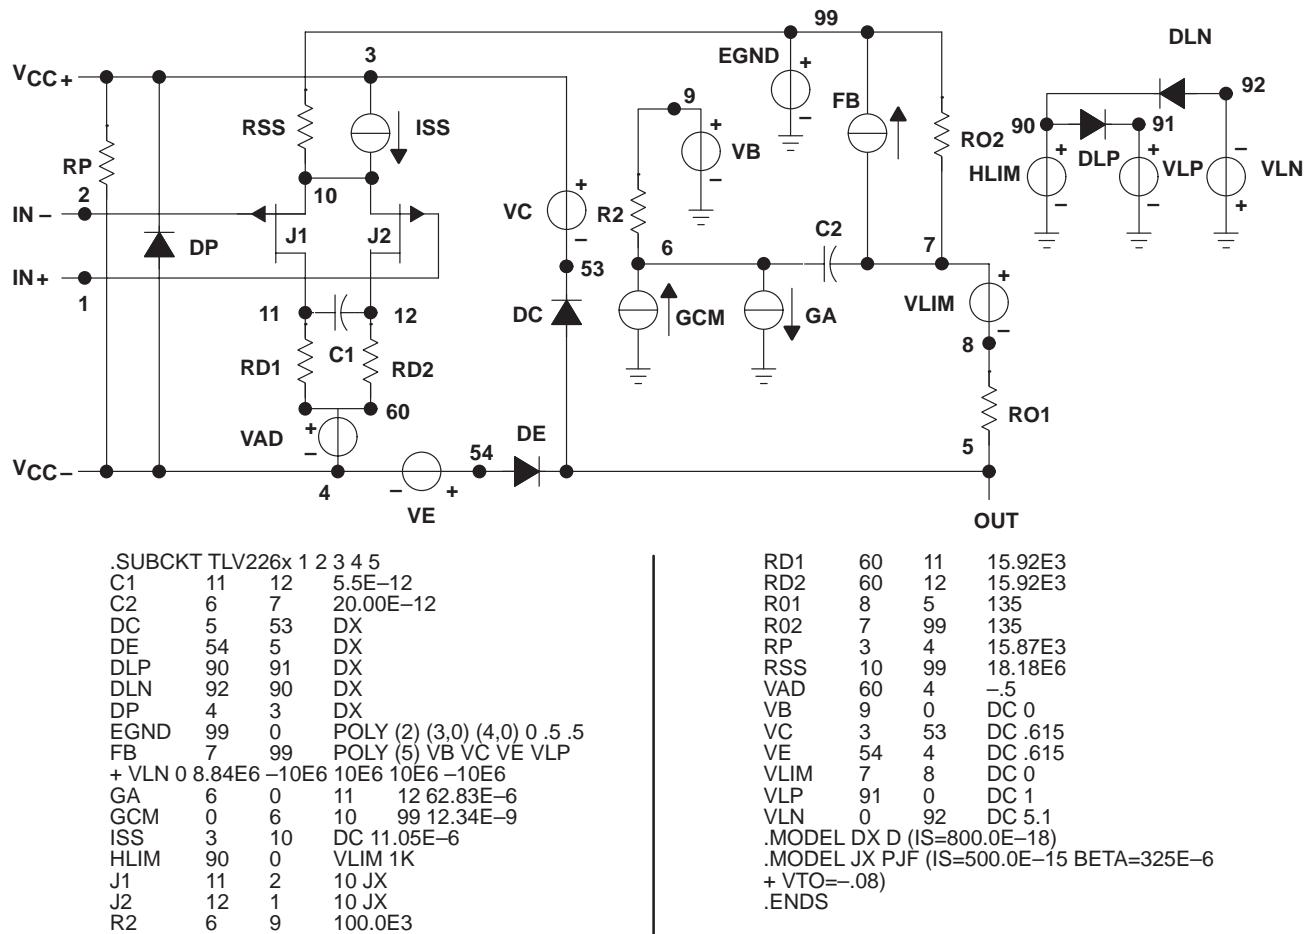 99
DLN
3
EGND
+
VCC+
92
9
FB
+
RSS
ISS
90
91
–
+
VB
–
RO2
DLP
+
+
–
RP
HLIM
VLP
VLN
2
10
–
–
+
IN –
+
VC
R2
C2
J1
J2
–
DP
6
7
IN+
53
+
1
VLIM
11
12
DC
GCM
GA
–
8
C1
RD1
RD2
RO1
60
+
VAD
DE
–
54
5
VCC–
4
–
+
VE
OUT
.SUBCKT TLV226x 1 2 3 4 5
C1 11 12 5.5E–12
C2 6 7 20.00E–12
DC 5 53 DX
DE 54 5 DX
DLP 90 91 DX
DLN 92 90 DX
DP 4 3 DX
EGND 99 0 POLY (2) (3,0) (4,0) 0 .5 .5
FB 7 99 POLY (5) VB VC VE VLP
+ VLN 0 8.84E6 –10E6 10E6 10E6 –10E6
GA 6 0 11 12 62.83E–6
GCM 0 6 10 99 12.34E–9
ISS 3 10 DC 11.05E–6
HLIM 90 0 VLIM 1K
J1 11 2 10 JX
J2 12 1 10 JX
R2 6 9 100.0E3
RD1 60 11 15.92E3
RD2 60 12 15.92E3
R01 8 5 135
R02 7 99 135
RP 3 4 15.87E3
RSS 10 99 18.18E6
VAD 60 4 –.5
VB 9 0 DC 0
VC 3 53 DC .615
VE 54 4 DC .615
VLIM 7 8 DC 0
VLP 91 0 DC 1
VLN 0 92 DC 5.1
.MODEL DX D (IS=800.0E–18)
.MODEL JX PJF (IS=500.0E–15 BETA=325E–6
+ VTO=–.08)
.ENDS